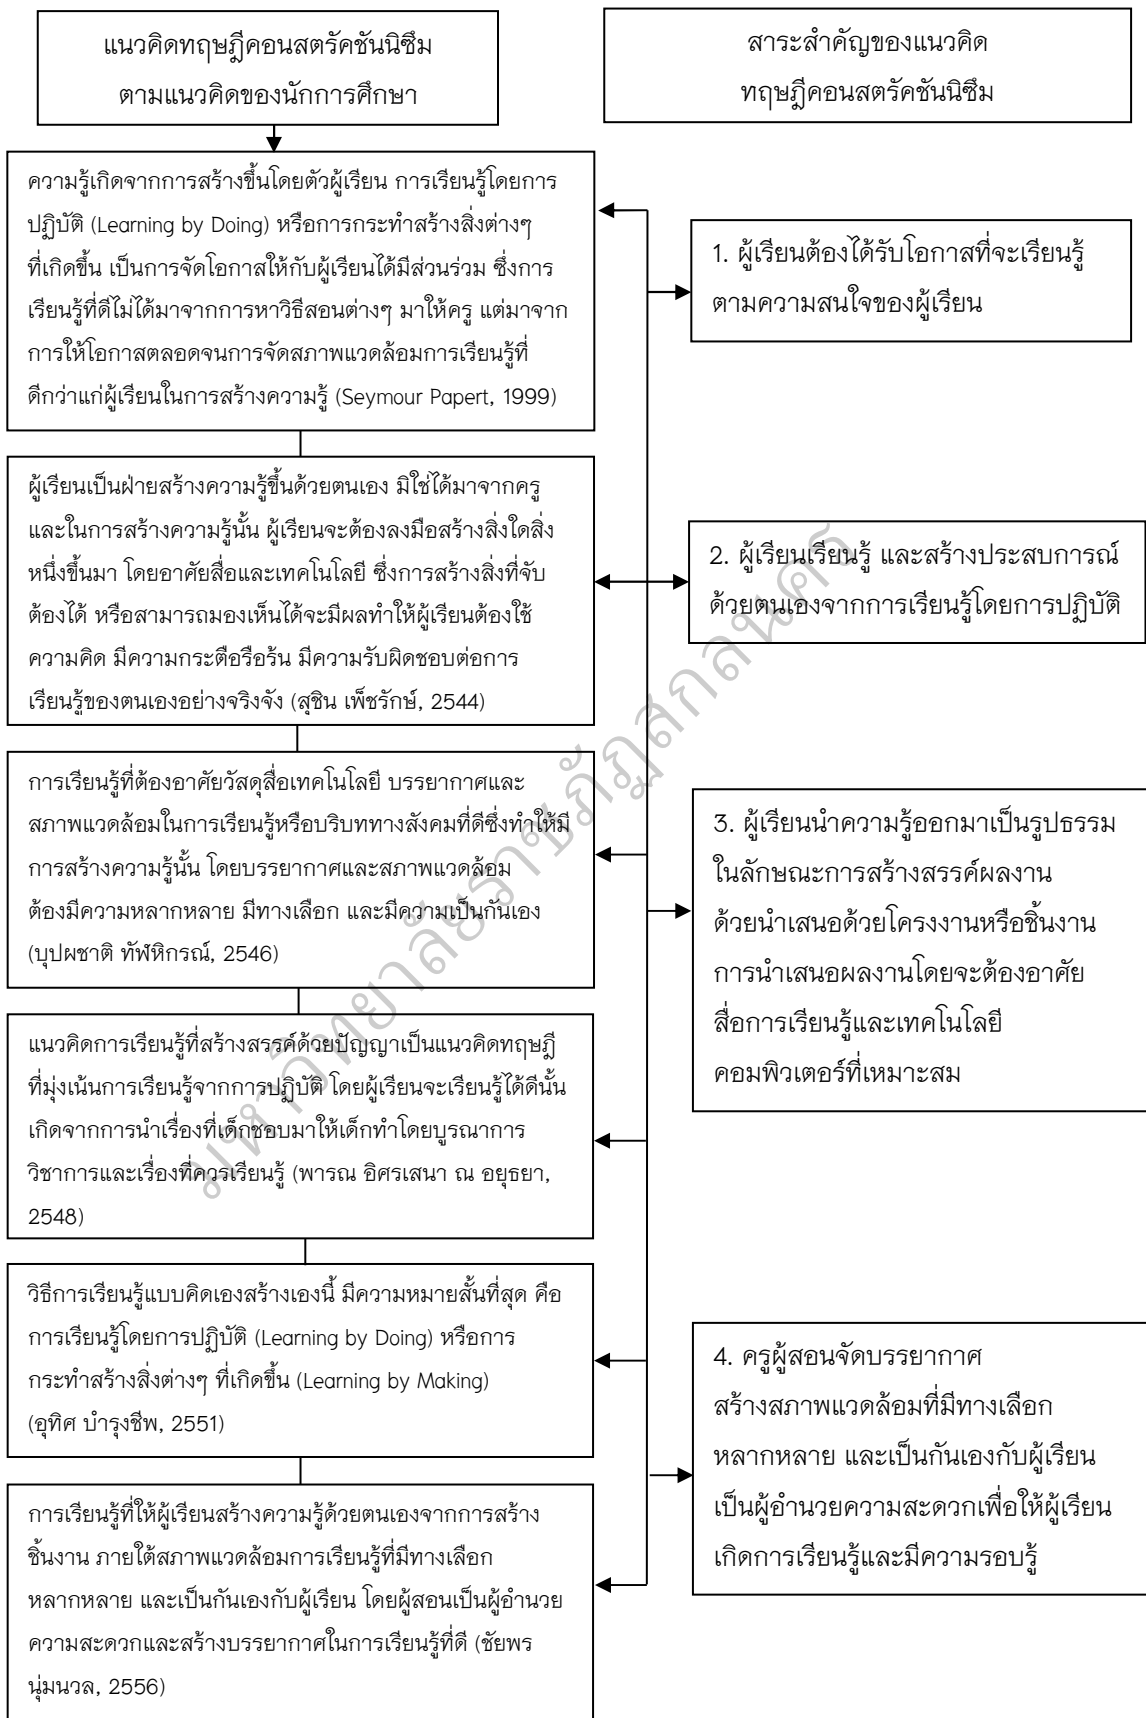 แนวคิดทฤษฎีคอนสตรัคชันนิซึม
ตามแนวคิดของนักการศึกษา
สาระสำคัญของแนวคิด
ทฤษฎีคอนสตรัคชันนิซึม
ความรู้เกิดจากการสร้างขึ้นโดยตัวผู้เรียน การเรียนรู้โดยการ
ปฏิบัติ (Learning by Doing) หรือการกระทำสร้างสิ่งต่างๆ
ที่เกิดขึ้น เป็นการจัดโอกาสให้กับผู้เรียนได้มีส่วนร่วม ซึ่งการ
เรียนรู้ที่ดีไม่ได้มาจากการหาวิธีสอนต่างๆ มาให้ครู แต่มาจาก
การให้โอกาสตลอดจนการจัดสภาพแวดล้อมการเรียนรู้ที่
ดีกว่าแก่ผู้เรียนในการสร้างความรู้ (Seymour Papert, 1999)
ผู้เรียนเป็นฝ่ายสร้างความรู้ขึ้นด้วยตนเอง มิใช่ได้มาจากครู
และในการสร้างความรู้นั้น ผู้เรียนจะต้องลงมือสร้างสิ่งใดสิ่ง
หนึ่งขึ้นมา โดยอาศัยสื่อและเทคโนโลยี ซึ่งการสร้างสิ่งที่จับ
ต้องได้ หรือสามารถมองเห็นได้จะมีผลทำให้ผู้เรียนต้องใช้
ความคิด มีความกระตือรือร้น มีความรับผิดชอบต่อการ
เรียนรู้ของตนเองอย่างจริงจัง (สุชิน เพ็ชรักษ์, 2544)
การเรียนรู้ที่ต้องอาศัยวัสดุสื่อเทคโนโลยี บรรยากาศและ
สภาพแวดล้อมในการเรียนรู้หรือบริบททางสังคมที่ดีซึ่งทำให้มี
การสร้างความรู้นั้น โดยบรรยากาศและสภาพแวดล้อม
ต้องมีความหลากหลาย มีทางเลือก และมีความเป็นกันเอง
(บุปผชาติ ทัฬหิกรณ์, 2546)
แนวคิดการเรียนรู้ที่สร้างสรรค์ด้วยปัญญาเป็นแนวคิดทฤษฎี
ที่มุ่งเน้นการเรียนรู้จากการปฏิบัติ โดยผู้เรียนจะเรียนรู้ได้ดีนั้น
เกิดจากการนำเรื่องที่เด็กชอบมาให้เด็กทำโดยบูรณาการ
วิชาการและเรื่องที่ควรเรียนรู้ (พารณ อิศรเสนา ณ อยุธยา,
2548)
วิธีการเรียนรู้แบบคิดเองสร้างเองนี้ มีความหมายสั้นที่สุด คือ
การเรียนรู้โดยการปฏิบัติ (Learning by Doing) หรือการ
กระทำสร้างสิ่งต่างๆ ที่เกิดขึ้น (Learning by Making)
(อุทิศ บำรุงชีพ, 2551)
การเรียนรู้ที่ให้ผู้เรียนสร้างความรู้ด้วยตนเองจากการสร้าง
ชิ้นงาน ภายใต้สภาพแวดล้อมการเรียนรู้ที่มีทางเลือก
หลากหลาย และเป็นกันเองกับผู้เรียน โดยผู้สอนเป็นผู้อำนวย
ความสะดวกและสร้างบรรยากาศในการเรียนรู้ที่ดี (ชัยพร
นุ่มนวล, 2556)
1. ผู้เรียนต้องได้รับโอกาสที่จะเรียนรู้
ตามความสนใจของผู้เรียน
2. ผู้เรียนเรียนรู้ และสร้างประสบการณ์
ด้วยตนเองจากการเรียนรู้โดยการปฏิบัติ
3. ผู้เรียนนำความรู้ออกมาเป็นรูปธรรม
ในลักษณะการสร้างสรรค์ผลงาน
ด้วยนำเสนอด้วยโครงงานหรือชิ้นงาน
การนำเสนอผลงานโดยจะต้องอาศัย
สื่อการเรียนรู้และเทคโนโลยี
คอมพิวเตอร์ที่เหมาะสม
4. ครูผู้สอนจัดบรรยากาศ
สร้างสภาพแวดล้อมที่มีทางเลือก
หลากหลาย และเป็นกันเองกับผู้เรียน
เป็นผู้อำนวยความสะดวกเพื่อให้ผู้เรียน
เกิดการเรียนรู้และมีความรอบรู้
มหาวิทยาลัยราชภัฏสกลนคร